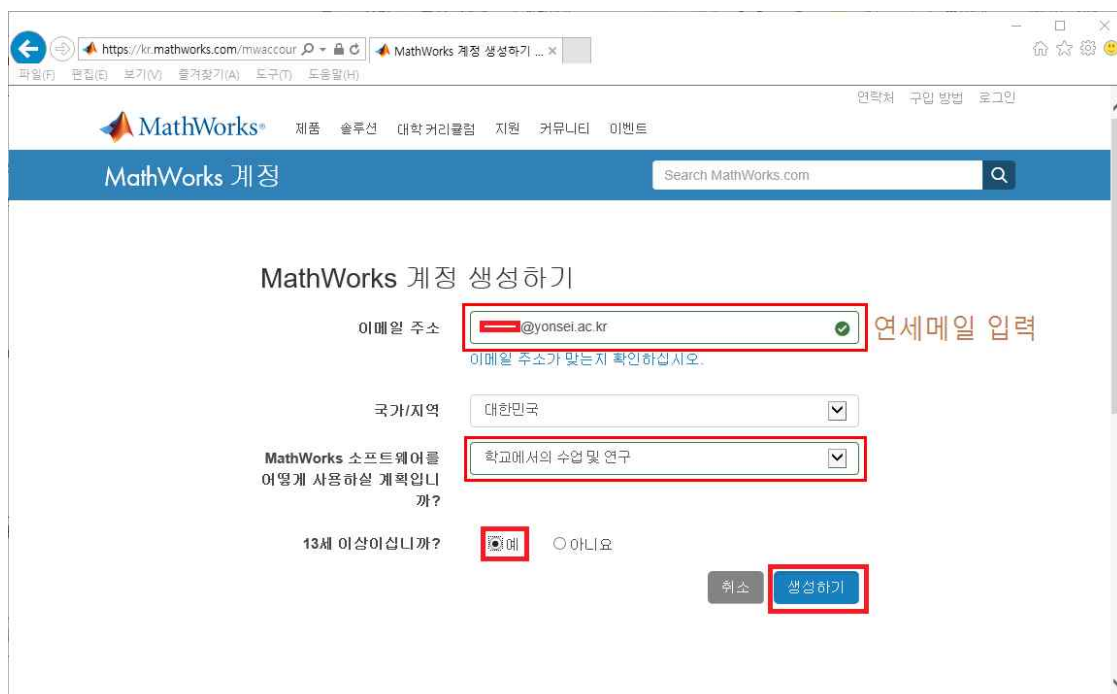 https://kr.mathworks.com/mwaccour
MathWorks 계정 생성하기 ...
파일(F) 편집(E) 보기(V) 즐겨찾기(A) 도구(T) 도움말(H)
연락처 구입 방법 로그인
MathWorks® 제품 솔루션 대학 커리큘럼 지원 커뮤니티 이벤트
MathWorks 계정 Search MathWorks.com
MathWorks 계정 생성하기
이메일 주소 @yonsei.ac.kr 연세메일 입력
이메일 주소가 맞는지 확인하십시오.
국가/지역 대한민국
MathWorks 소프트웨어를 학교에서의 수업 및 연구
어떻게 사용하실 계획입니
까?
13세 이상이십니까? 예 아니요
취소 생성하기